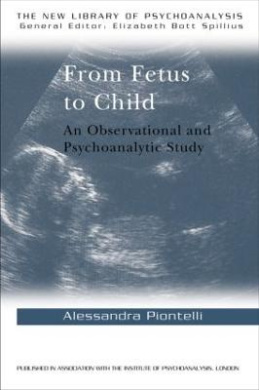 THE NEW LIBRARY OF PSYCHOANALYSIS
General Editor: Elizabeth Bott Spillius
From Fetus
to Child
An Observational and
Psychoanalytic Study
Alessandra Piontelli
PUBLISHED IN ASSOCIATION WITH THE INSTITUTE OF PSYCHOANALYSIS, LONDON